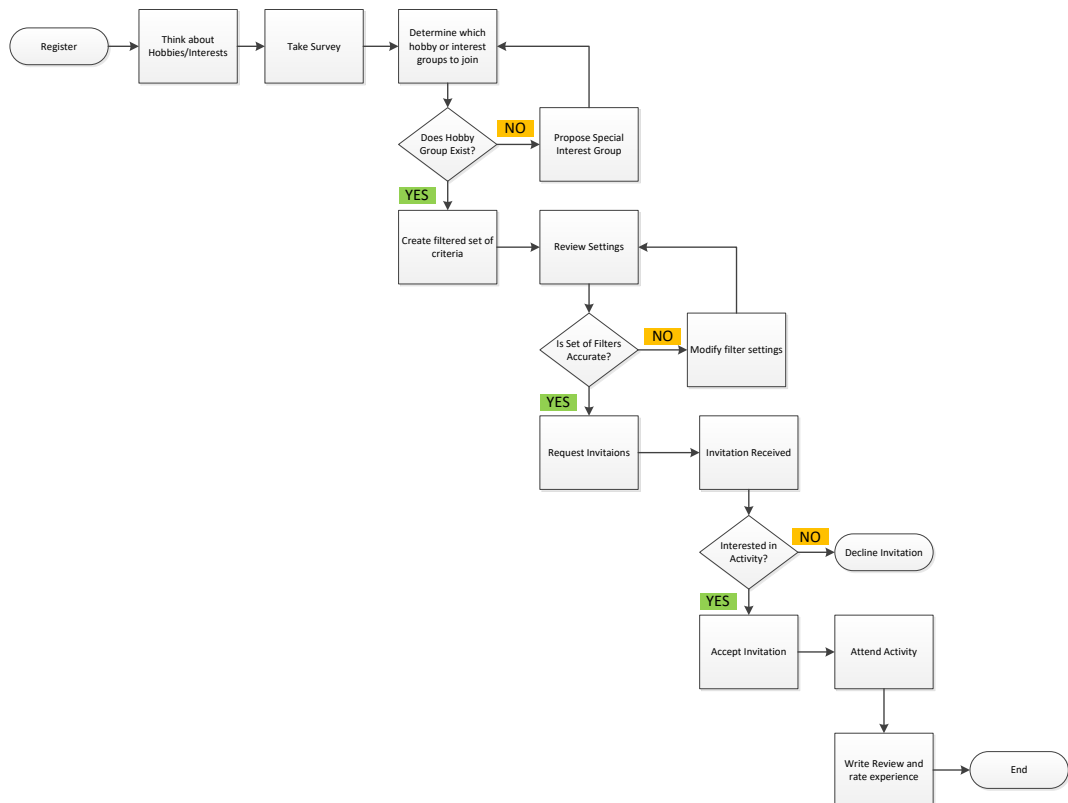 Register
Think about
Hobbies/Interests
Take Survey
Determine which
hobby or interest
groups to join
Does Hobby
Group Exist?
NO
Propose Special
Interest Group
YES
Create filtered set of
criteria
Review Settings
Is Set of Filters
Accurate?
NO
Modify filter settings
YES
Request Invitaions
Invitation Received
Interested in
Activity?
NO
Decline Invitation
YES
Accept Invitation
Attend Activity
Write Review and
rate experience
End